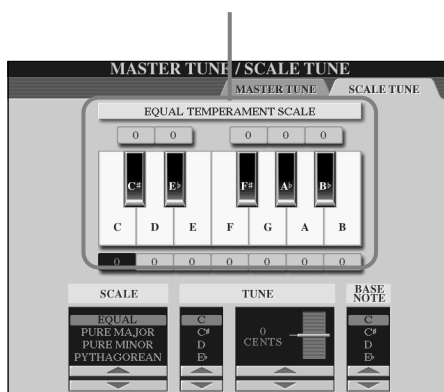 MASTER TUNE / SCALE TUNE
MASTER TUNE SCALE TUNE
EQUAL TEMPERAMENT SCALE
0 0 0 0 0
C♯ E♭ F♯ A♭ B♭
C D E F G A B
0 0 0 0 0 0 0
SCALE TUNE BASE NOTE
EQUAL
PURE MAJOR
PURE MINOR
PYTHAGOREAN
C
C♯
D
E♭
0
CENTS
C
C♯
D
E♭